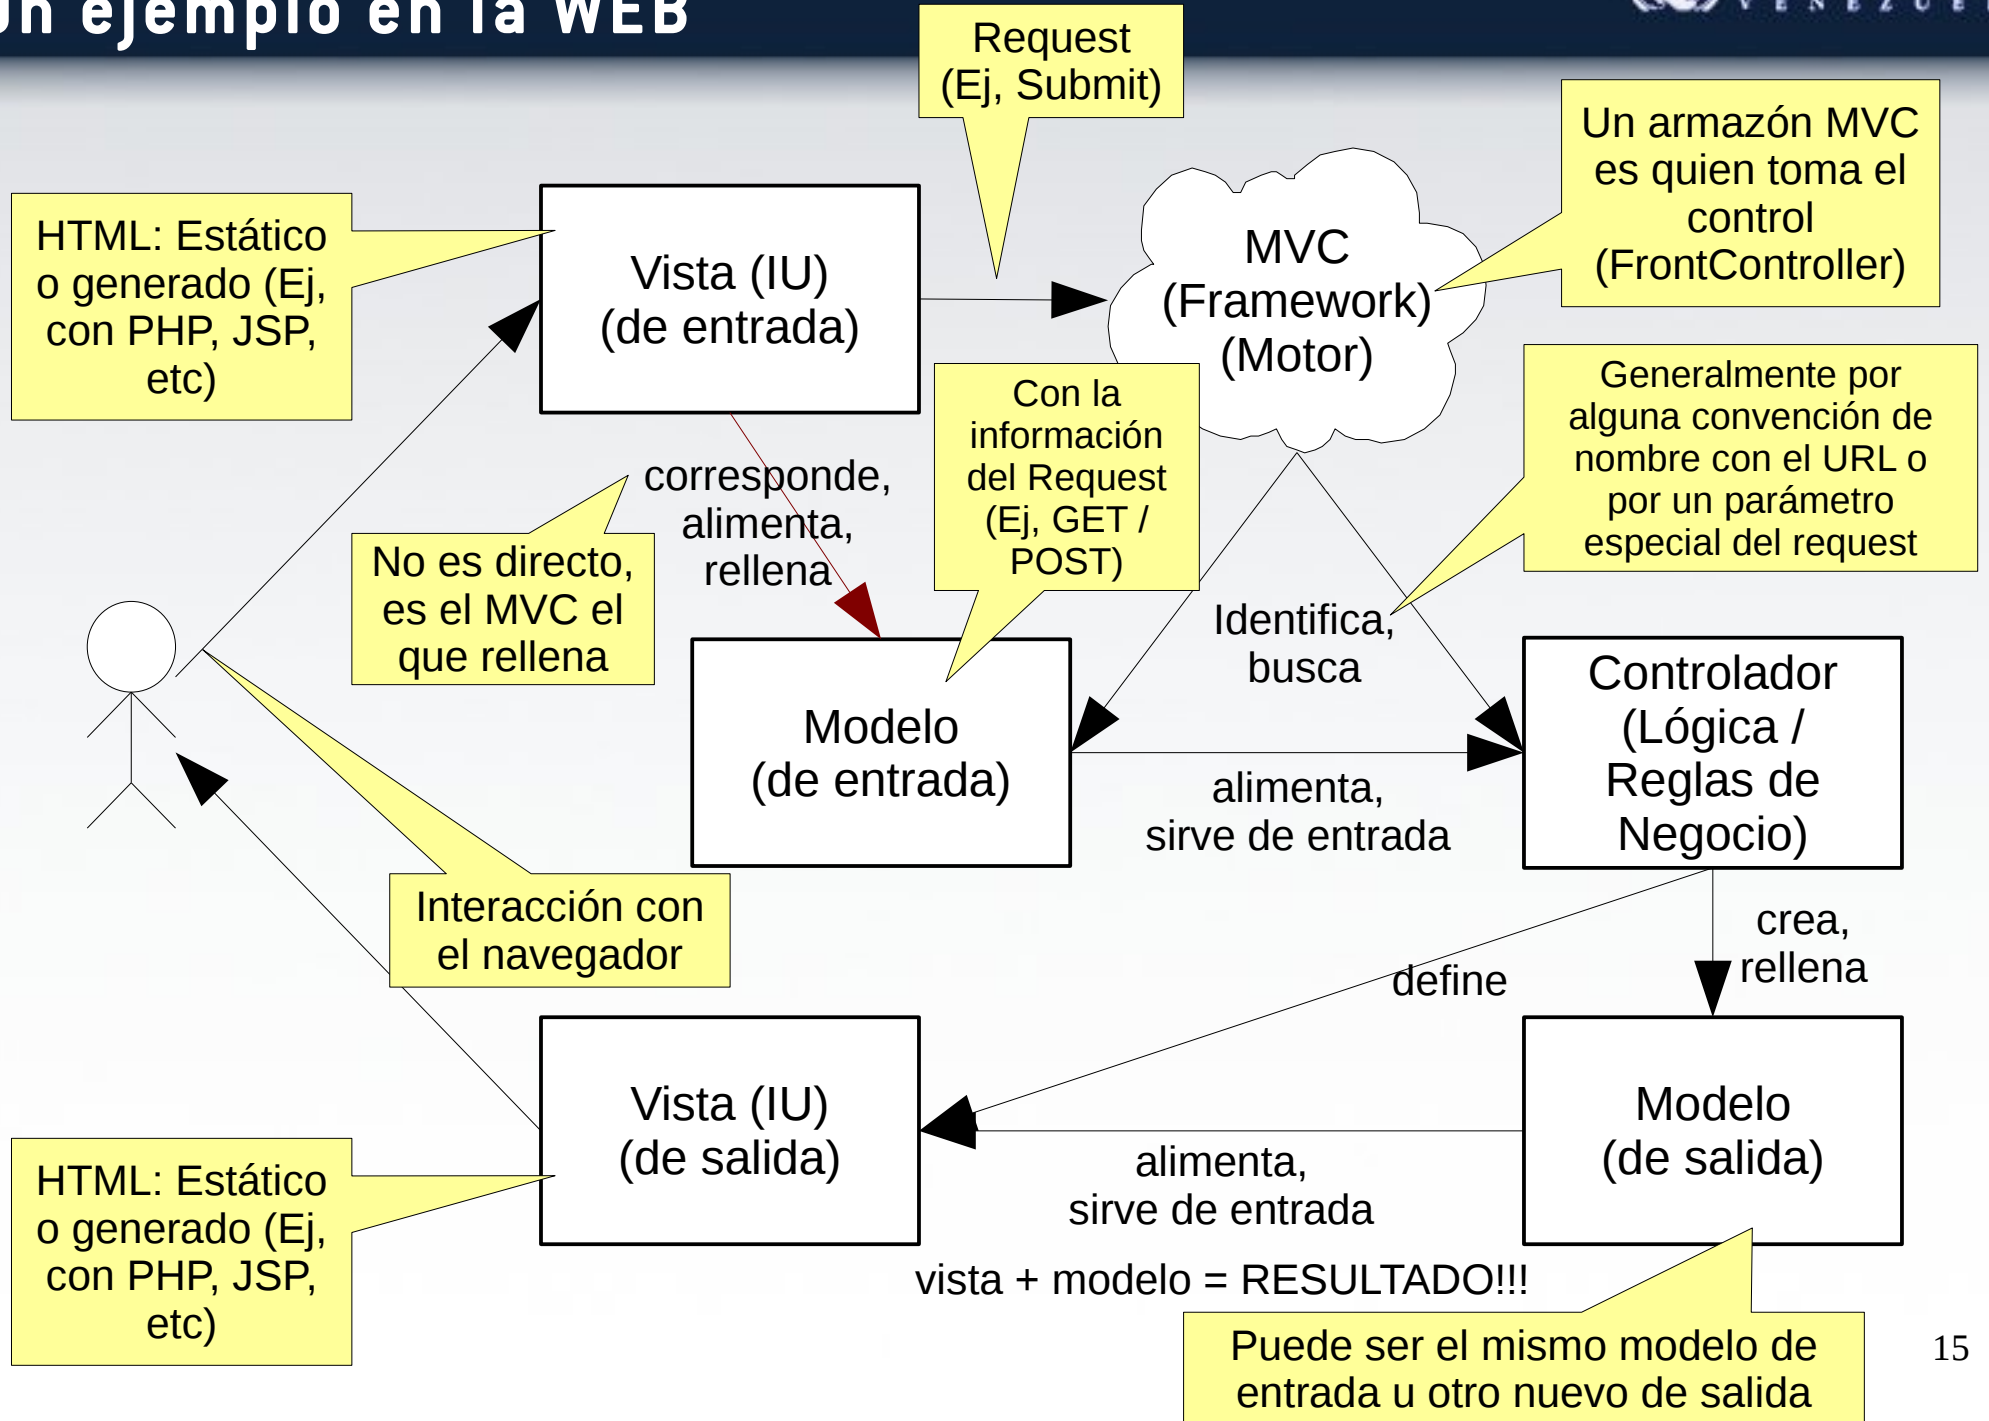 Un ejemplo en la WEB
Request
(Ej, Submit)
Un armazón MVC
es quien toma el
control
(FrontController)
HTML: Estático
o generado (Ej,
con PHP, JSP,
etc)
Vista (IU)
(de entrada)
MVC
(Framework)
(Motor)
Con la
información
del Request
(Ej, GET /
POST)
Generalmente por
alguna convención de
nombre con el URL o
por un parámetro
especial del request
corresponde,
alimenta,
rellena
No es directo,
es el MVC el
que rellena
Identifica,
busca
Modelo
(de entrada)
Controlador
(Lógica /
Reglas de
Negocio)
alimenta,
sirve de entrada
Interacción con
el navegador
crea,
rellena
define
Vista (IU)
(de salida)
Modelo
(de salida)
alimenta,
sirve de entrada
HTML: Estático
o generado (Ej,
con PHP, JSP,
etc)
vista + modelo = RESULTADO!!!
Puede ser el mismo modelo de
entrada u otro nuevo de salida
15